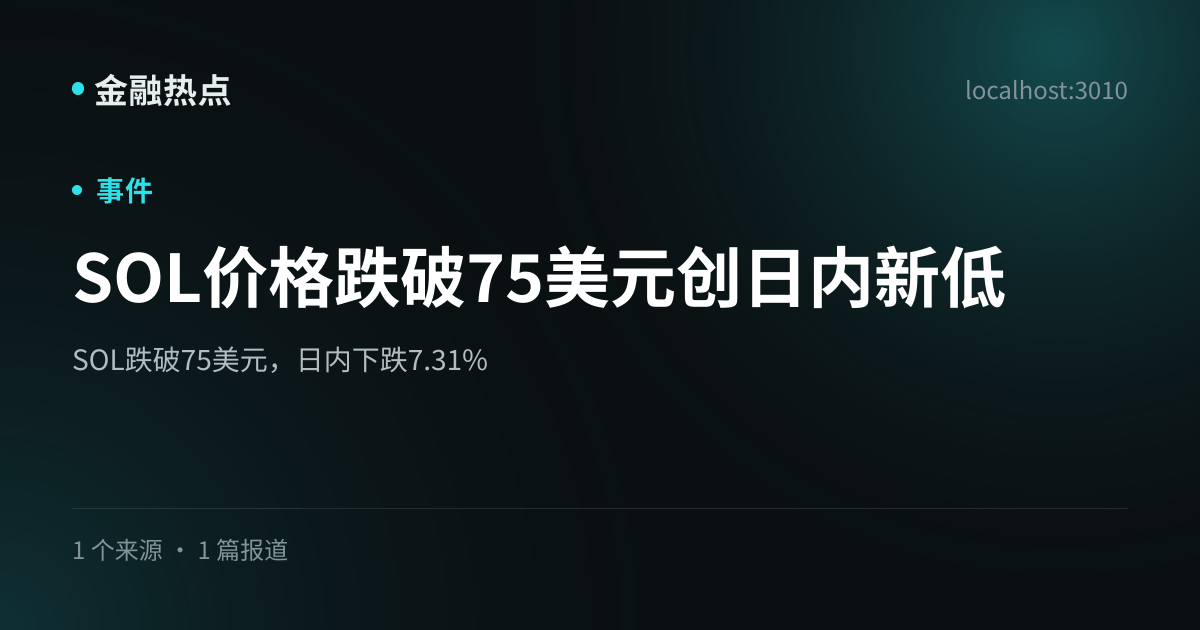 金融热点
localhost:3010
事件
SOL价格跌破75美元创日内新低
SOL跌破75美元，日内下跌7.31%
1 个来源 · 1 篇报道